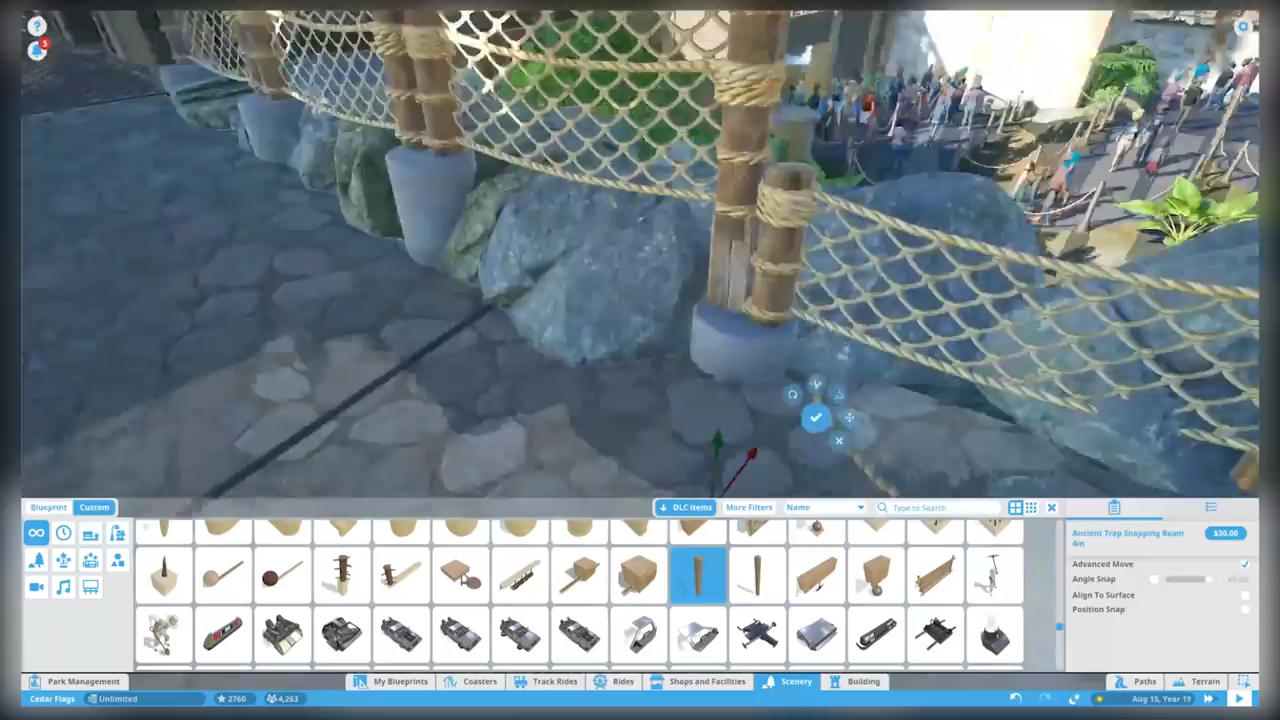 ?
5
Blueprint Custom DLC items More Filters Name Type to Search
Ancient Trap Snapping Beam 4m $30.00
Advanced Move
Angle Snap
Align To Surface
Position Snap
Park Management My Blueprints Coasters Track Rides Rides Shops and Facilities Scenery Building Paths Terrain
Cedar Flags Unlimited 2760 4,263 Aug 15, Year 19